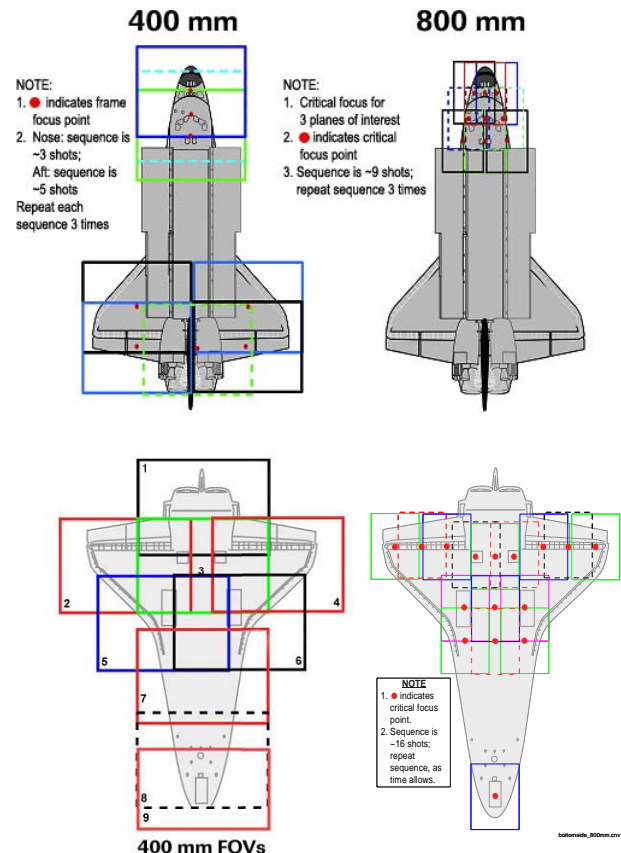 400 mm
NOTE:
1. ● indicates frame
focus point
2. Nose: sequence is
~3 shots;
Aft: sequence is
~5 shots
Repeat each
sequence 3 times
800 mm
NOTE:
1. Critical focus for
3 planes of interest
2. ● indicates critical
focus point
3. Sequence is ~9 shots;
repeat sequence 3 times
1
2
3
4
5
6
7
8
9
400 mm FOVs
NOTE
1. ● indicates
critical focus
point.
2. Sequence is
~16 shots;
repeat
sequence, as
time allows.
bottomside_800mm.cnv